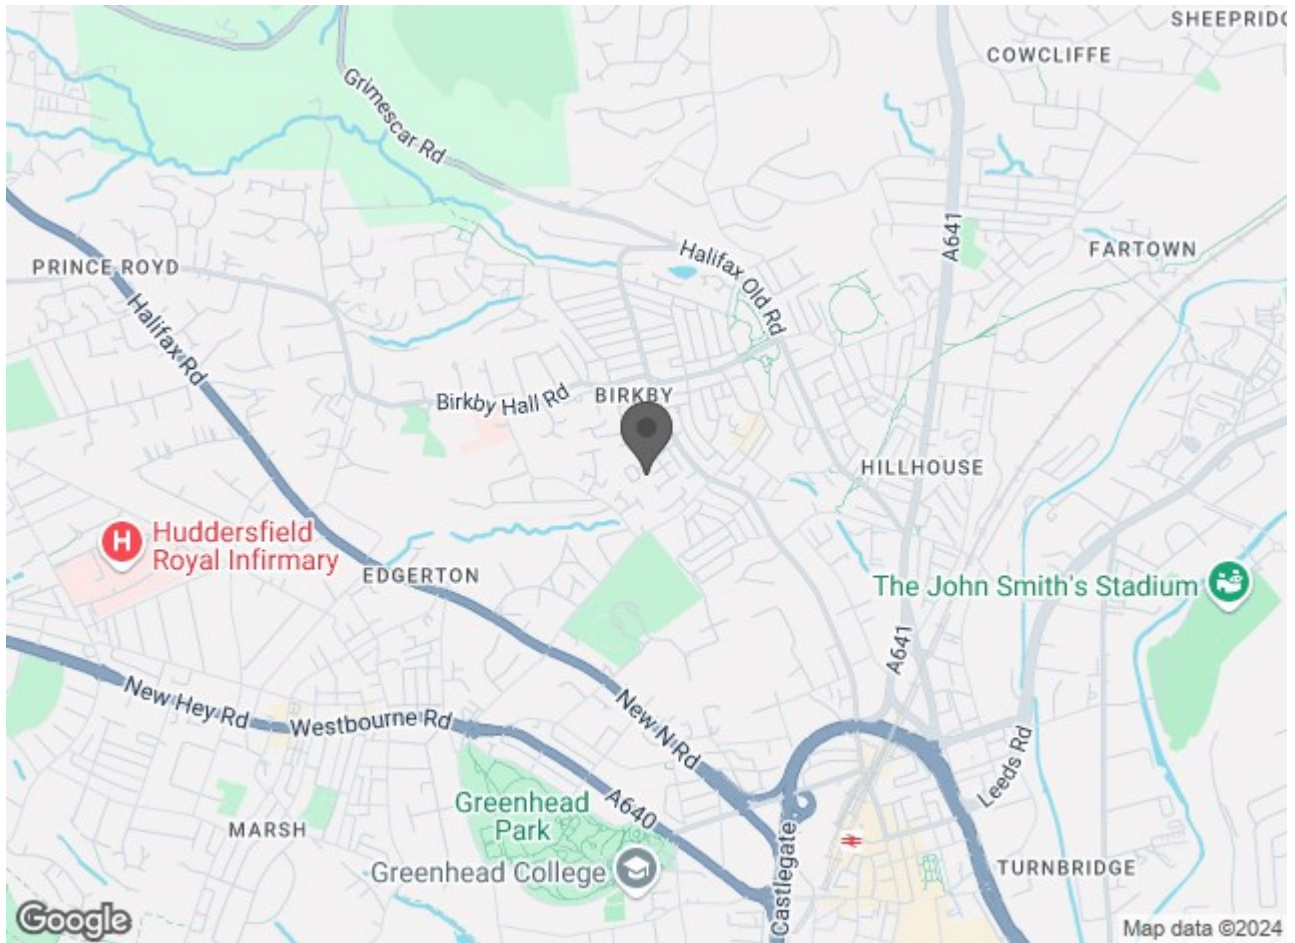 SHEEPRIDG
COWCLIFFE
Grimescar Rd
A641
FARTOWN
Halifax Old Rd
PRINCE ROYD
Halifax Rd
Birkby Hall Rd
BIRKBY
HILLHOUSE
H
Huddersfield
Royal Infirmary
EDGERTON
The John Smith's Stadium
A641
New Hey Rd
Westbourne Rd
New N Rd
Leeds Rd
Greenhead
Park
A640
MARSH
Greenhead College
Castlegate
TURNBRIDGE
Google
Map data ©2024